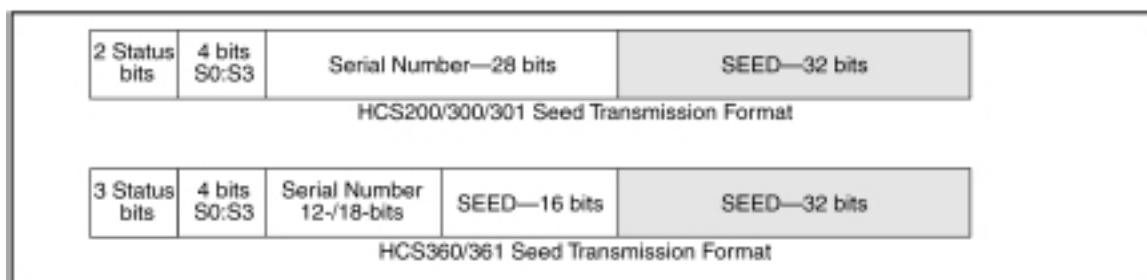 2 Status bits 4 bits S0:S3 Serial Number—28 bits SEED—32 bits
HCS200/300/301 Seed Transmission Format
3 Status bits 4 bits S0:S3 Serial Number 12-/18-bits SEED—16 bits SEED—32 bits
HCS360/361 Seed Transmission Format